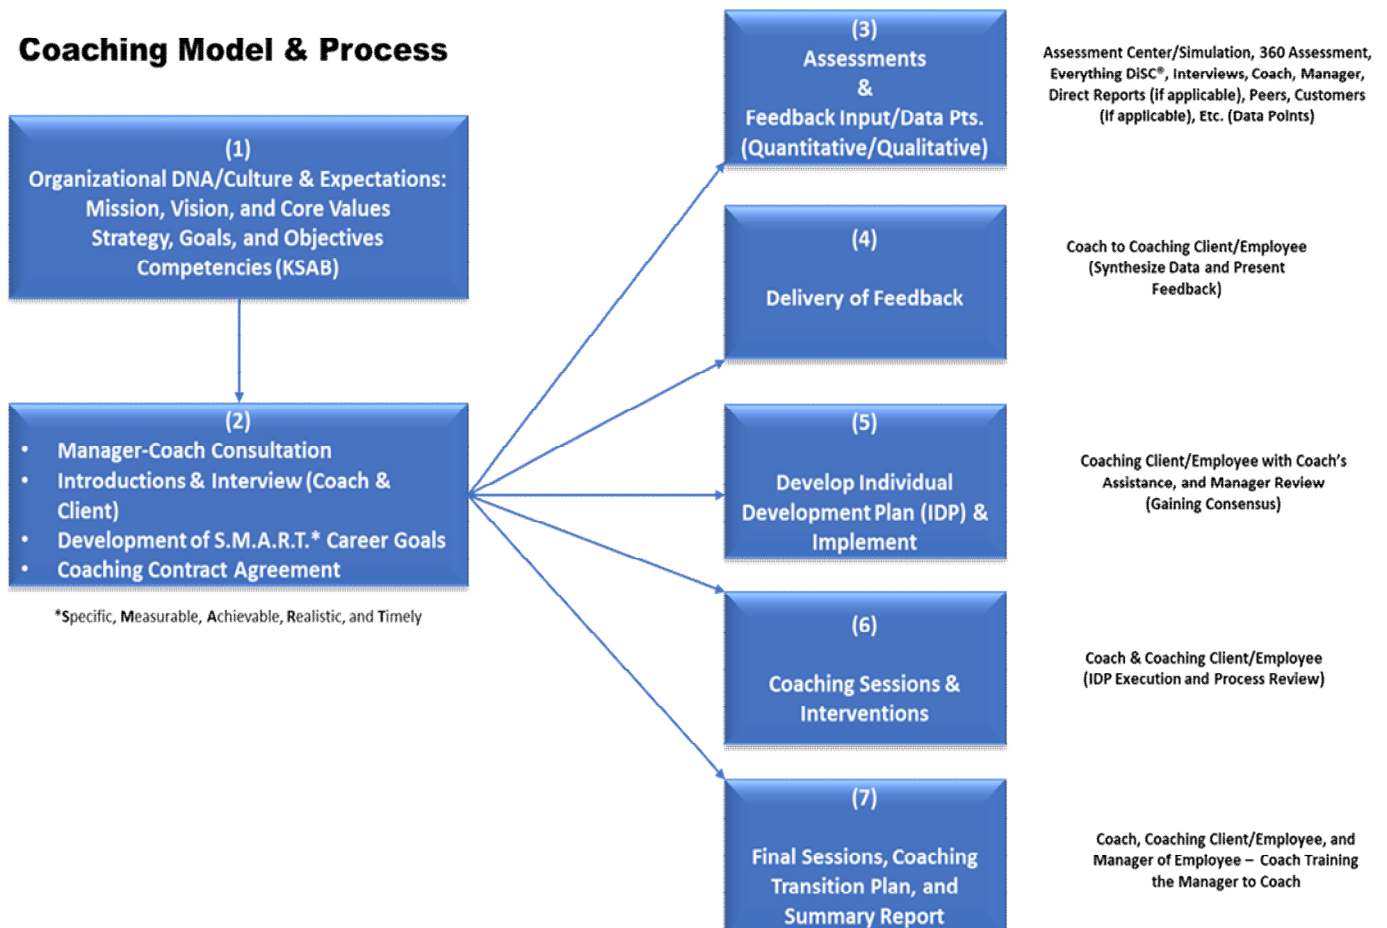 Coaching Model & Process
(1)
Organizational DNA/Culture & Expectations:
Mission, Vision, and Core Values
Strategy, Goals, and Objectives
Competencies (KSAB)
(2)
• Manager-Coach Consultation
• Introductions & Interview (Coach &
Client)
• Development of S.M.A.R.T.* Career Goals
• Coaching Contract Agreement
*Specific, Measurable, Achievable, Realistic, and Timely
(3)
Assessments
&
Feedback Input/Data Pts.
(Quantitative/Qualitative)
Assessment Center/Simulation, 360 Assessment,
Everything DiSC®, Interviews, Coach, Manager,
Direct Reports (if applicable), Peers, Customers
(if applicable), Etc. (Data Points)
(4)
Delivery of Feedback
Coach to Coaching Client/Employee
(Synthesize Data and Present
Feedback)
(5)
Develop Individual
Development Plan (IDP) &
Implement
Coaching Client/Employee with Coach's
Assistance, and Manager Review
(Gaining Consensus)
(6)
Coaching Sessions &
Interventions
Coach & Coaching Client/Employee
(IDP Execution and Process Review)
(7)
Final Sessions, Coaching
Transition Plan, and
Summary Report
Coach, Coaching Client/Employee, and
Manager of Employee – Coach Training
the Manager to Coach